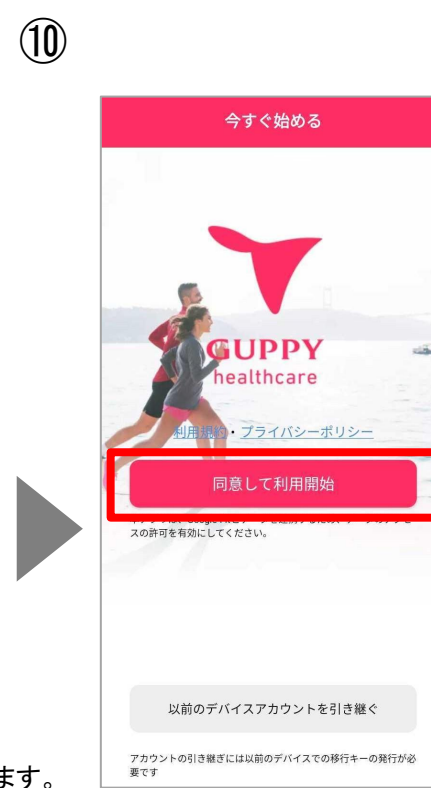 ⑩
今すぐ始める
GUPPY
healthcare
利用規約・プライバシーポリシー
同意して利用開始
スの許可を有効にしてください。
以前のデバイスアカウントを引き継ぐ
アカウントの引き継ぎには以前のデバイスでの移行キーの発行が必
要です
ます。